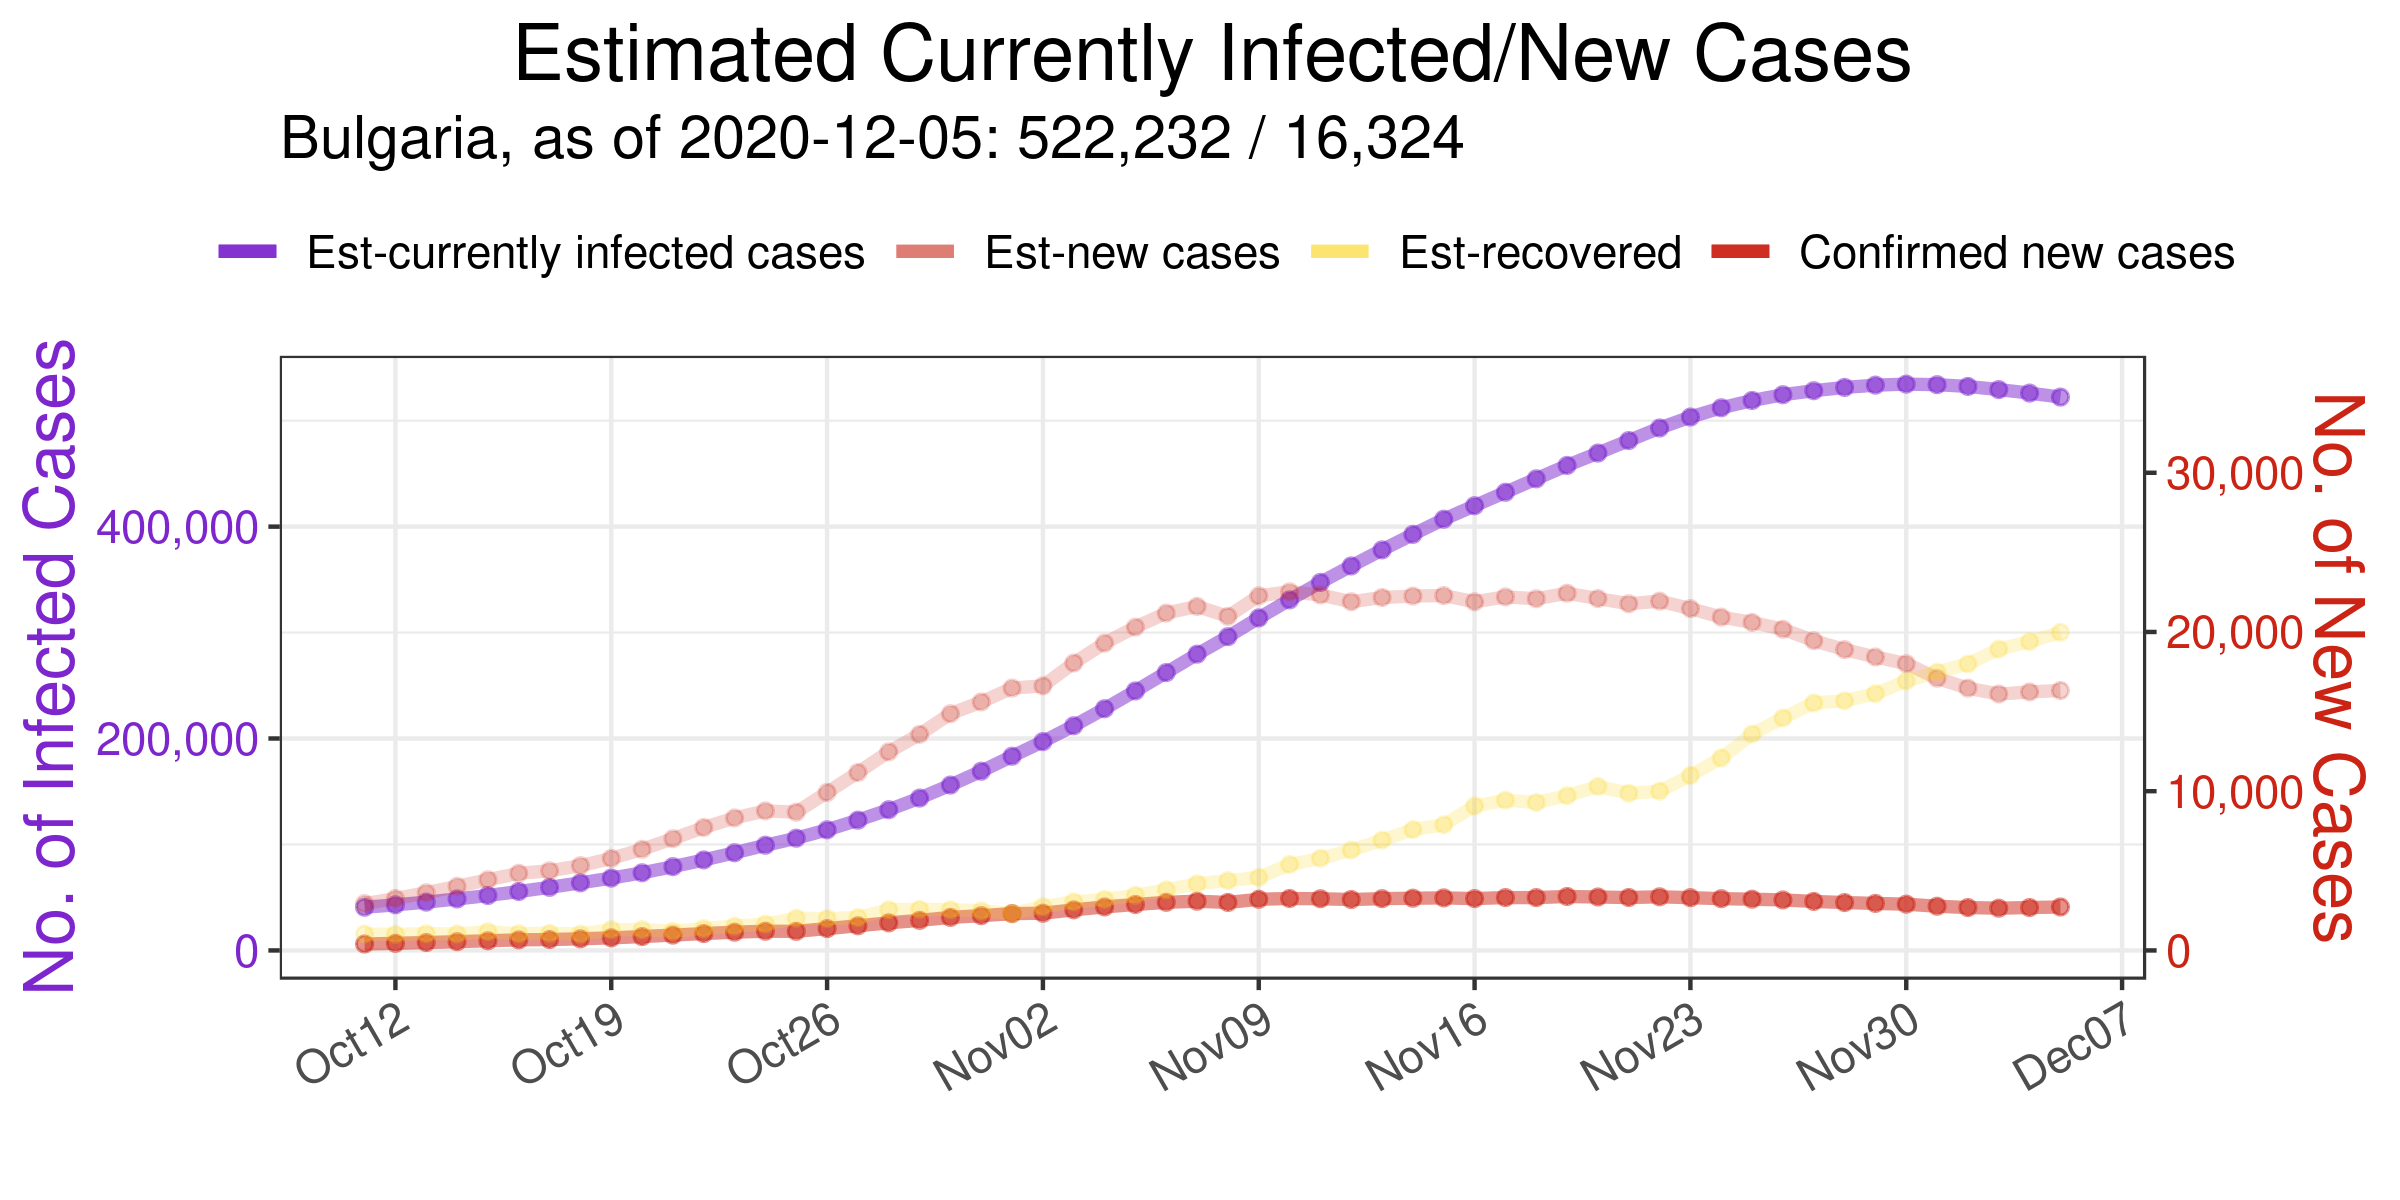 Estimated Currently Infected/New Cases
Bulgaria, as of 2020-12-05: 522,232 / 16,324
Est-currently infected cases Est-new cases Est-recovered Confirmed new cases
No. of Infected Cases
400,000
200,000
0
30,000
20,000
10,000
0
No. of New Cases
Oct12 Oct19 Oct26 Nov02 Nov09 Nov16 Nov23 Nov30 Dec07